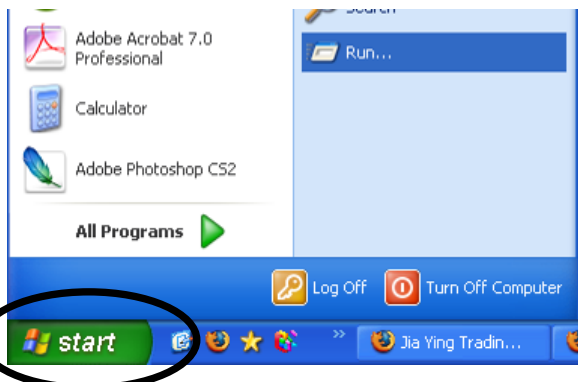 Search
Adobe Acrobat 7.0
Professional
Run...
Calculator
Adobe Photoshop CS2
All Programs
Log Off
Turn Off Computer
start
Jia Ying Tradin...